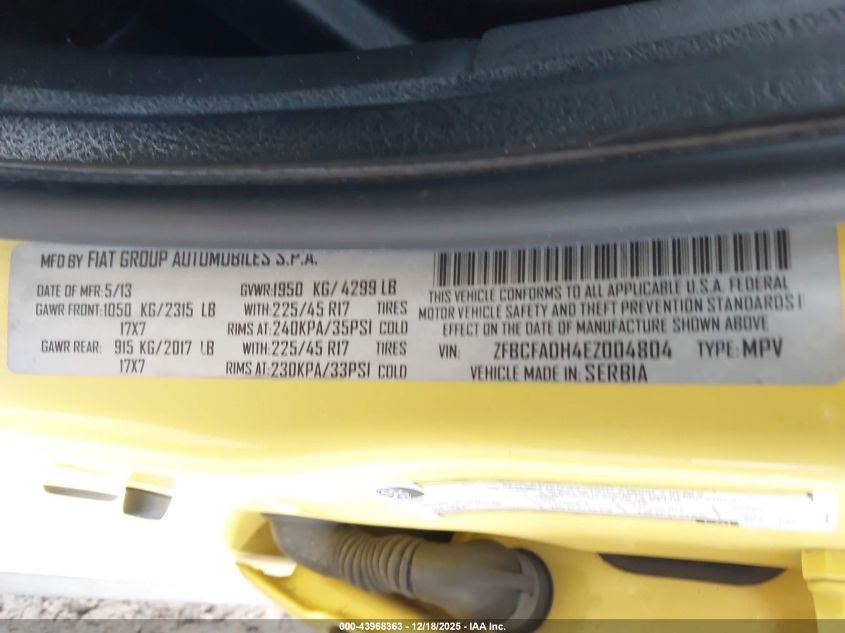 MFD BY FIAT GROUP AUTOMOBILES S.P.A.
DATE OF MFR: 5/13 GVWR: 1950 KG/ 4299 LB
GAWR FRONT: 1050 KG/2315 LB WITH: 225/45 R17 TIRES
17X7 RIMS AT: 240KPA/35PSI COLD
GAWR REAR: 915 KG/2017 LB WITH: 225/45 R17 TIRES
17X7 RIMS AT: 230KPA/33PSI COLD
THIS VEHICLE CONFORMS TO ALL APPLICABLE U.S.A. FEDERAL
MOTOR VEHICLE SAFETY AND THEFT PREVENTION STANDARDS I
EFFECT ON THE DATE OF MANUFACTURE SHOWN ABOVE
VIN: ZFBCFADH4EZ004804 TYPE: MPV
VEHICLE MADE IN: SERBIA
000-43968363 - 12/18/2025 - IAA Inc.